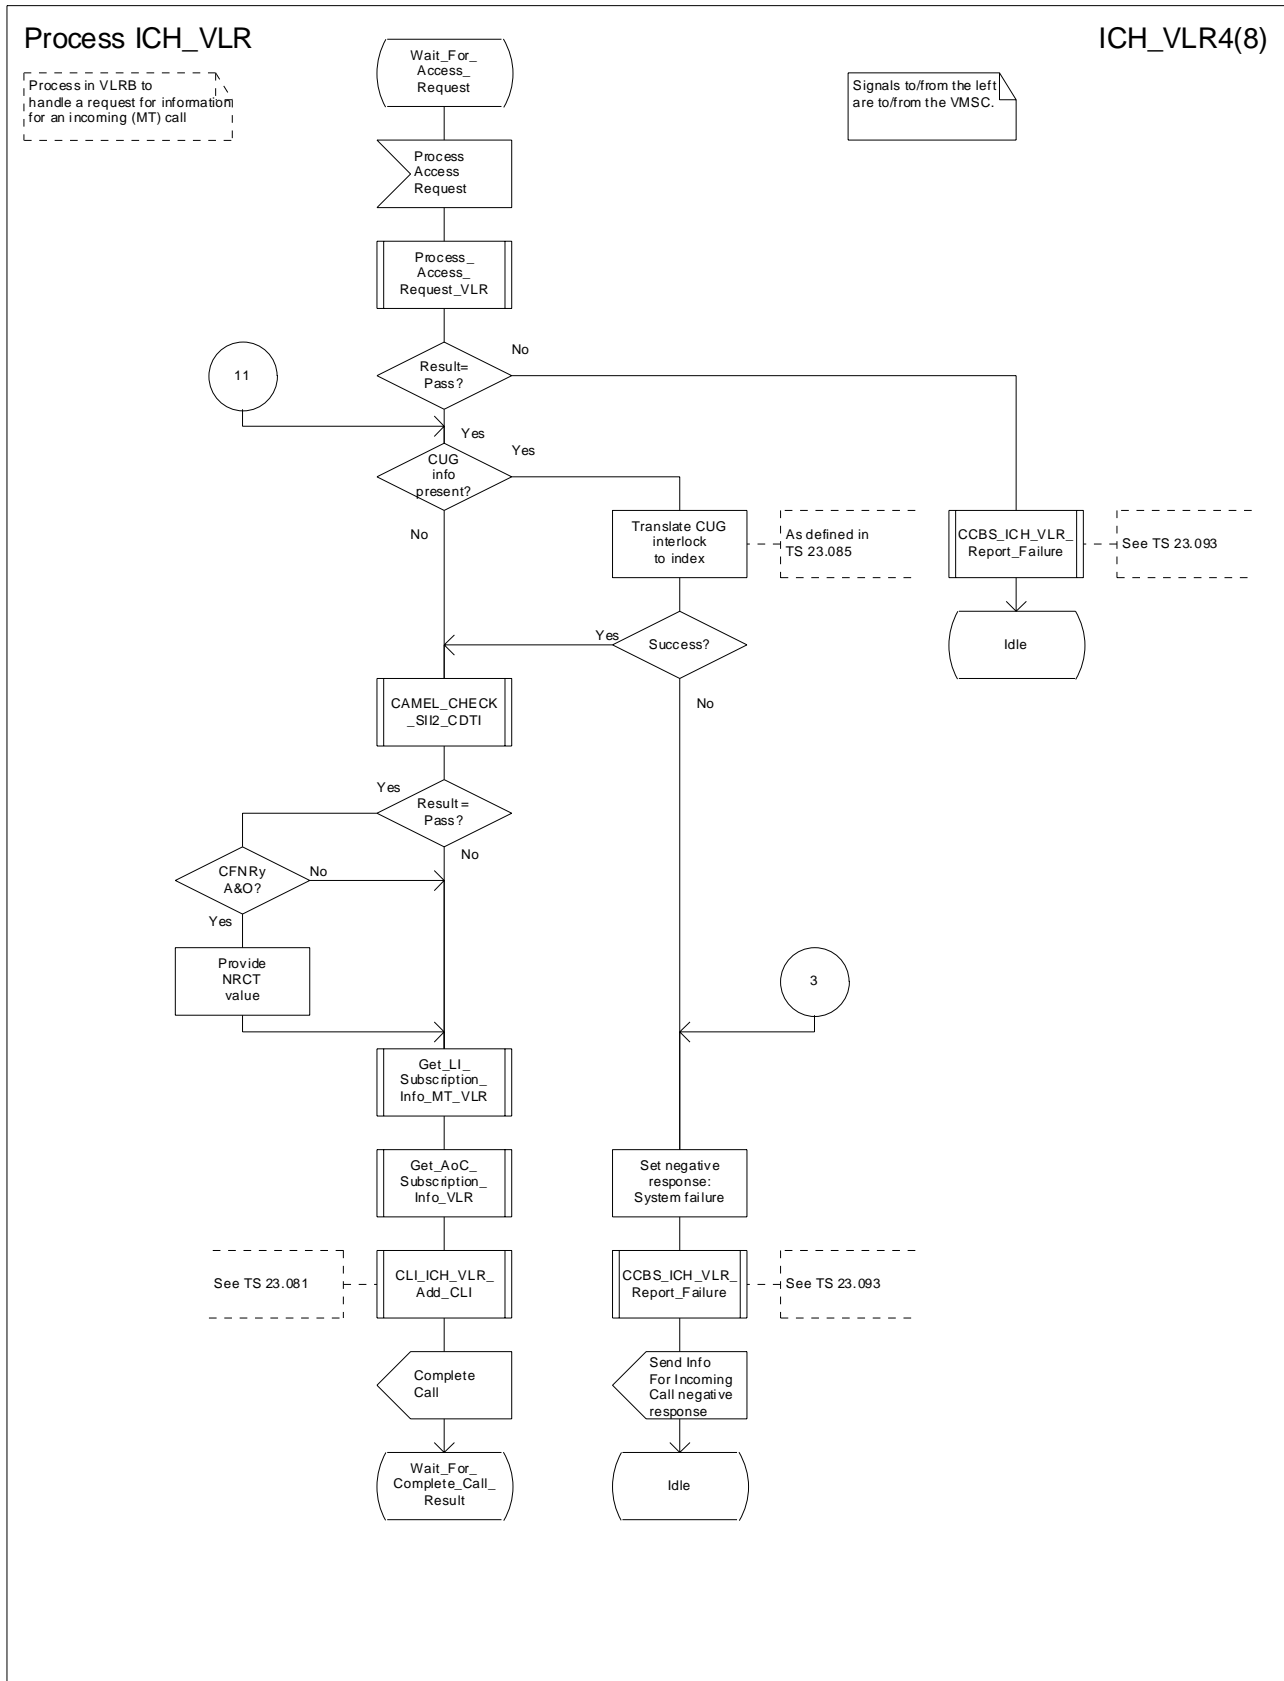 Process ICH_VLR
ICH_VLR4(8)
Process in VLRB to
handle a request for information
for an incoming (MT) call
Wait_For_
Access_
Request
Signals to/from the left
are to/from the VMSC.
Process
Access
Request
Process_
Access_
Request_VLR
No
11
Result=
Pass?
Yes
Yes
CUG
info
present?
No
Translate CUG
interlock
to index
As defined in
TS 23.085
CCBS_ICH_VLR_
Report_Failure
See TS 23.093
Yes
Success?
Idle
No
CAMEL_CHECK
_SII2_CDTI
Yes
Result=
Pass?
No
CFNRy
A&O?
No
Yes
Provide
NRCT
value
3
Get_LI_
Subscription_
Info_MT_VLR
Get_AoC_
Subscription_
Info_VLR
Set negative
response:
System failure
See TS 23.081
CLI_ICH_VLR_
Add_CLI
CCBS_ICH_VLR_
Report_Failure
See TS 23.093
Complete
Call
Send Info
For Incoming
Call negative
response
Wait_For_
Complete_Call_
Result
Idle